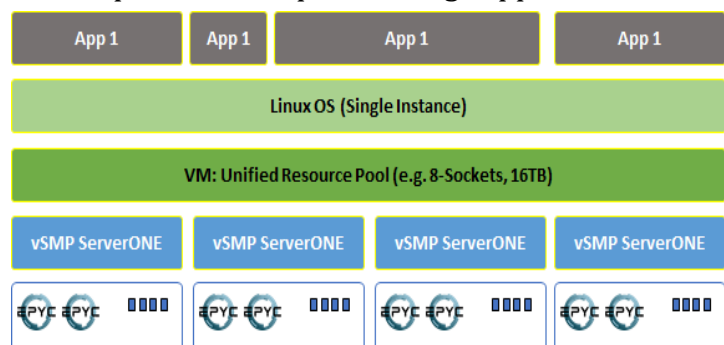 App 1 App 1 App 1 App 1
Linux OS (Single Instance)
VM: Unified Resource Pool (e.g. 8-Sockets, 16TB)
vSMP ServerONE vSMP ServerONE vSMP ServerONE vSMP ServerONE
EPYC EPYC EPYC EPYC EPYC EPYC EPYC EPYC